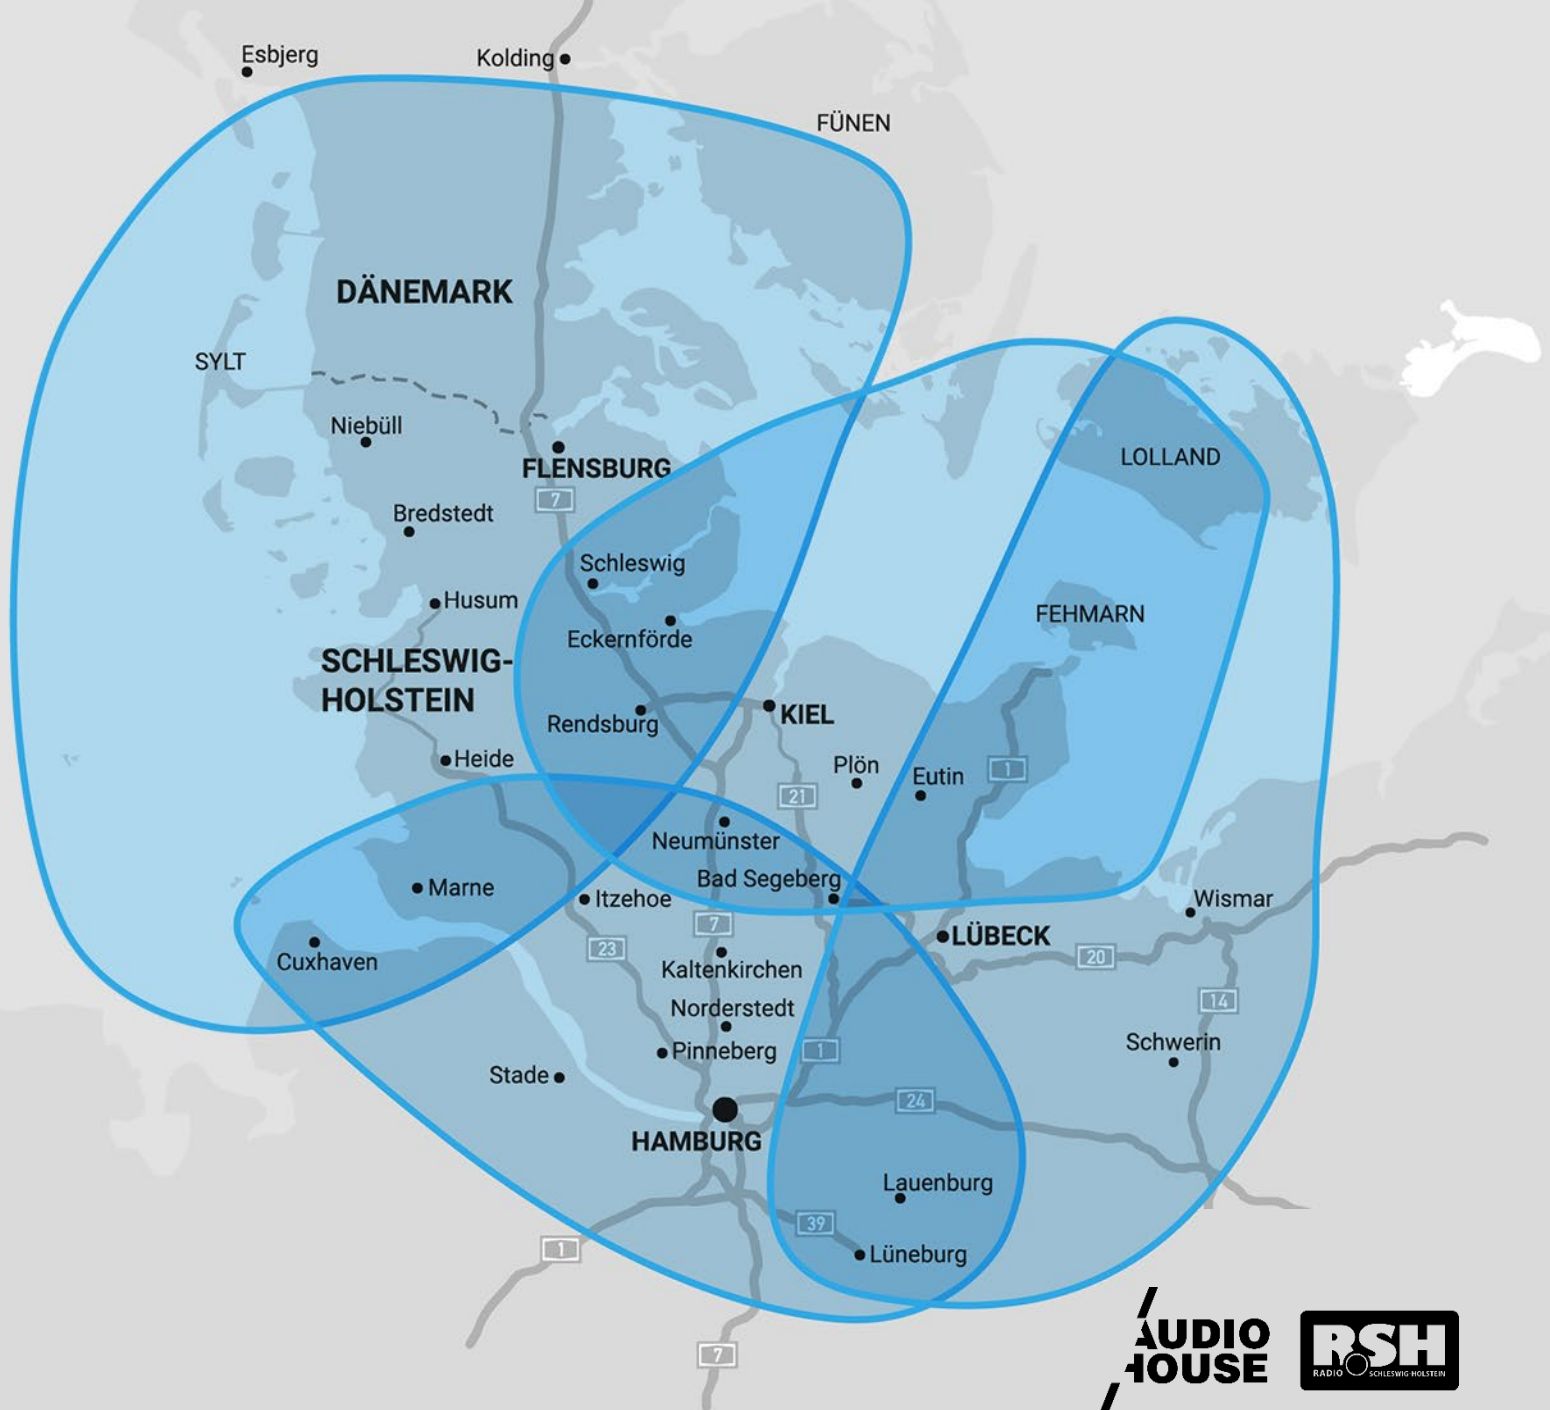 Esbjerg
Kolding
FÜNEN
DÄNEMARK
SYLT
Niebüll
FLENSBURG
7
LOLLAND
Bredstedt
Schleswig
Husum
FEHMARN
Eckernförde
SCHLESWIG-
HOLSTEIN
Rendsburg
KIEL
Heide
Plön
Eutin
1
21
Neumünster
Bad Segeberg
Marne
Itzehoe
Wismar
7
23
LÜBECK
20
Cuxhaven
Kaltenkirchen
14
Norderstedt
Schwerin
Pinneberg
1
Stade
24
HAMBURG
Lauenburg
39
1
Lüneburg
7
AUDIO
HOUSE
RSH
RADIO SCHLESWIG-HOLSTEIN